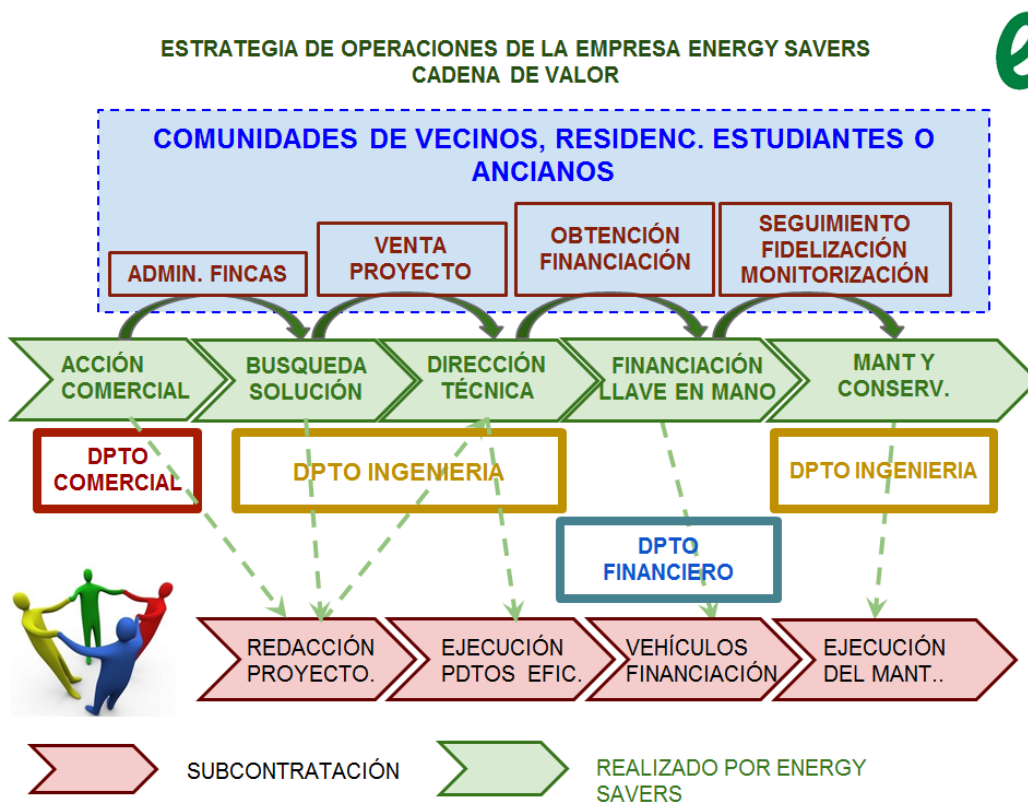 ESTRATEGIA DE OPERACIONES DE LA EMPRESA ENERGY SAVERS
CADENA DE VALOR
e
COMUNIDADES DE VECINOS, RESIDENC. ESTUDIANTES O
ANCIANOS
ADMIN. FINCAS
VENTA
PROYECTO
OBTENCIÓN
FINANCIACIÓN
SEGUIMIENTO
FIDELIZACIÓN
MONITORIZACIÓN
ACCIÓN
COMERCIAL
BUSQUEDA
SOLUCIÓN
DIRECCIÓN
TÉCNICA
FINANCIACIÓN
LLAVE EN MANO
MANT Y
CONSERV.
DPTO
COMERCIAL
DPTO INGENIERIA
DPTO INGENIERIA
DPTO
FINANCIERO
REDACCIÓN
PROYECTO.
EJECUCIÓN
PDTOS EFIC.
VEHÍCULOS
FINANCIACIÓN
EJECUCIÓN
DEL MANT..
SUBCONTRATACIÓN
REALIZADO POR ENERGY
SAVERS